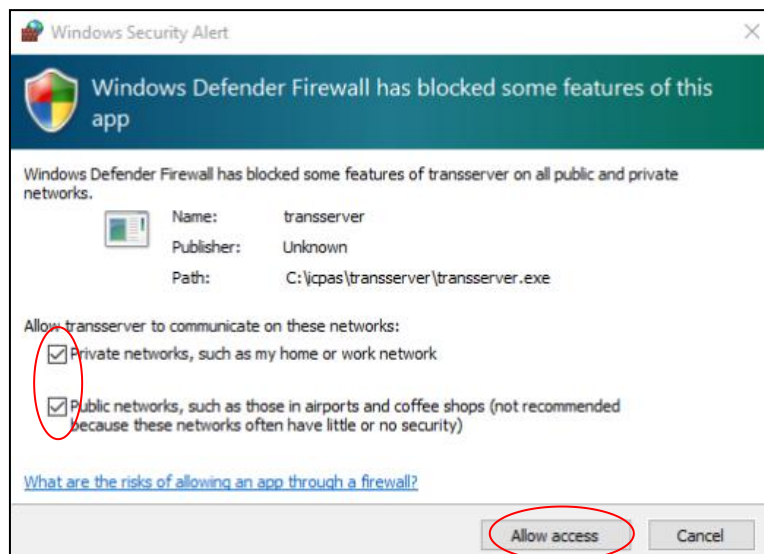 Windows Security Alert
Windows Defender Firewall has blocked some features of this
app
Windows Defender Firewall has blocked some features of transserver on all public and private
networks.
Name: transserver
Publisher: Unknown
Path: C:\jcpas\transserver\transserver.exe
Allow transserver to communicate on these networks:
Private networks, such as my home or work network
Public networks, such as those in airports and coffee shops (not recommended
because these networks often have little or no security)
What are the risks of allowing an app through a firewall?
Allow access Cancel